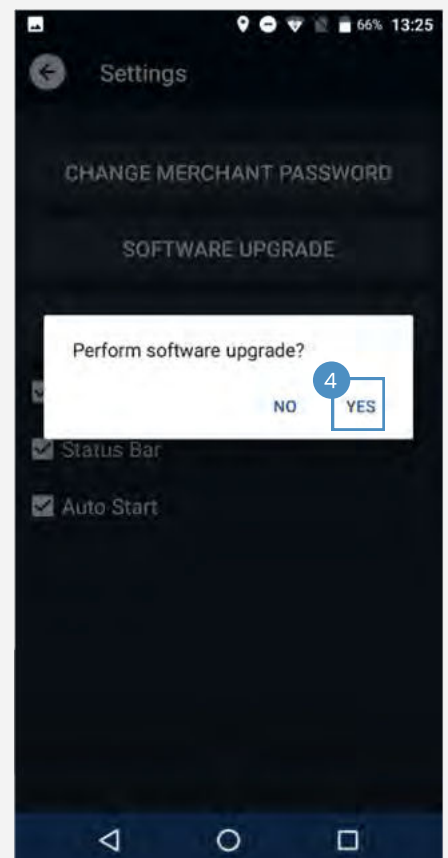 66% 13:25
Settings
CHANGE MERCHANT PASSWORD
SOFTWARE UPGRADE
Perform software upgrade?
4
NO YES
Status Bar
Auto Start